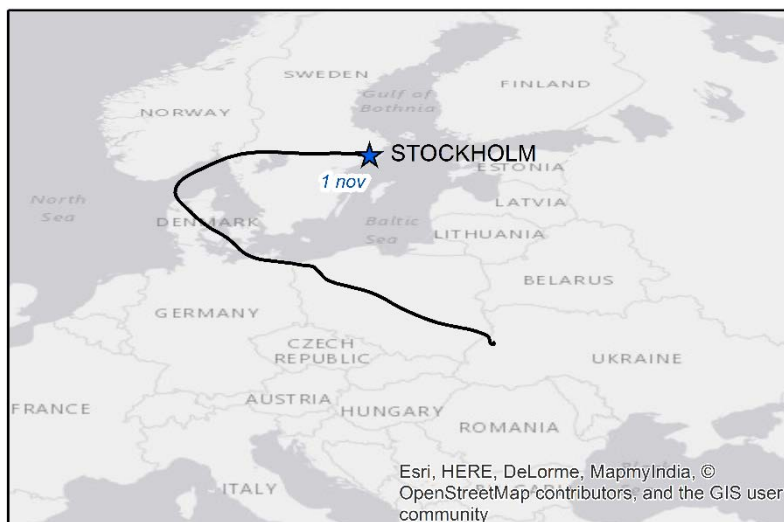 SWEDEN
FINLAND
Gulf of
Bothnia
NORWAY
STOCKHOLM
ESTONIA
1 nov
North
Sea
LATVIA
DENMARK
Baltic
Sea
LITHUANIA
BELARUS
GERMANY
CZECH
REPUBLIC
UKRAINE
FRANCE
AUSTRIA
HUNGARY
ROMANIA
ITALY
Esri, HERE, DeLorme, MapmyIndia, ©
OpenStreetMap contributors, and the GIS user
community